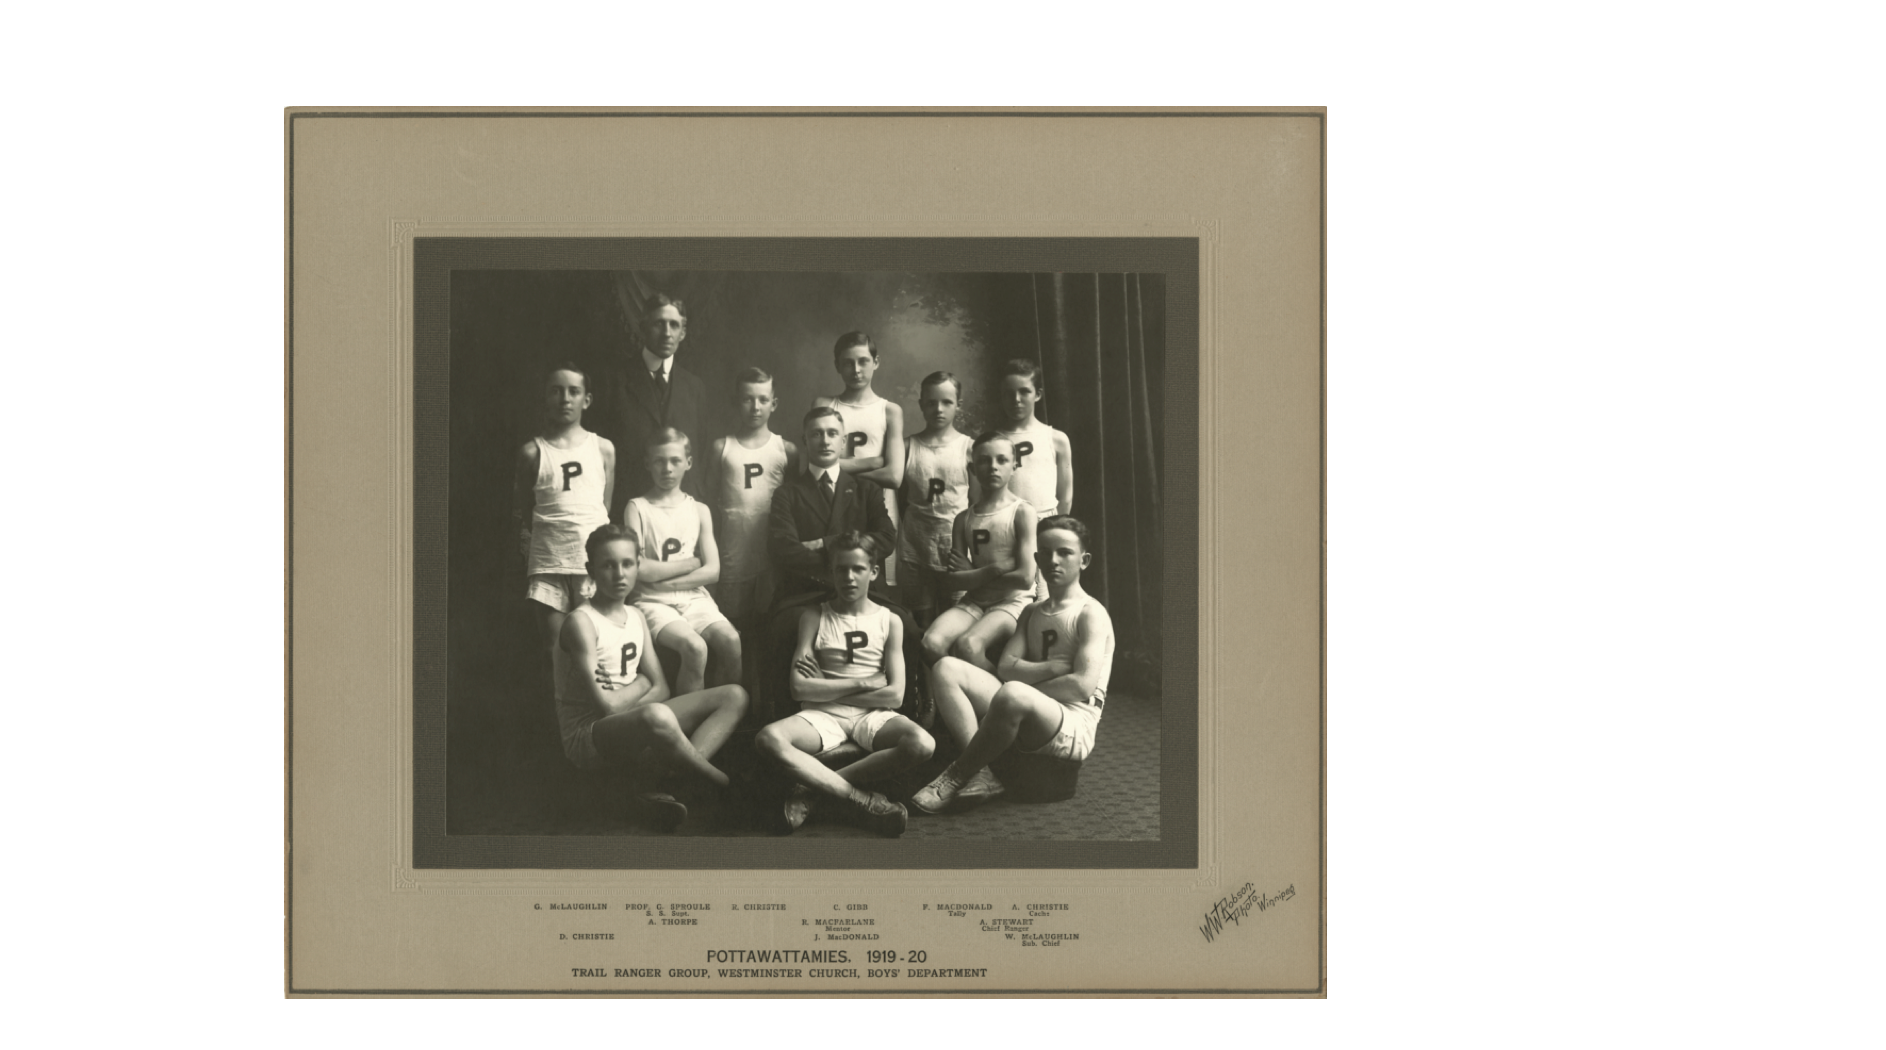 P
P
P
P
P
P
P
P
P
P
G. McLAUGHLIN PROF. G. SPROULE R. CHRISTIE C. GIBB F. MACDONALD A. CHRISTIE
S. S. Supt. Tally Cache
A. THORPE R. MACFARLANE A. STEWART
Mentor Chief Ranger
D. CHRISTIE J. MacDONALD W. McLAUGHLIN
Sub. Chief
POTTAWATTAMIES. 1919-20
TRAIL RANGER GROUP, WESTMINSTER CHURCH, BOYS' DEPARTMENT
WW Robson.
Photo. Winnipeg